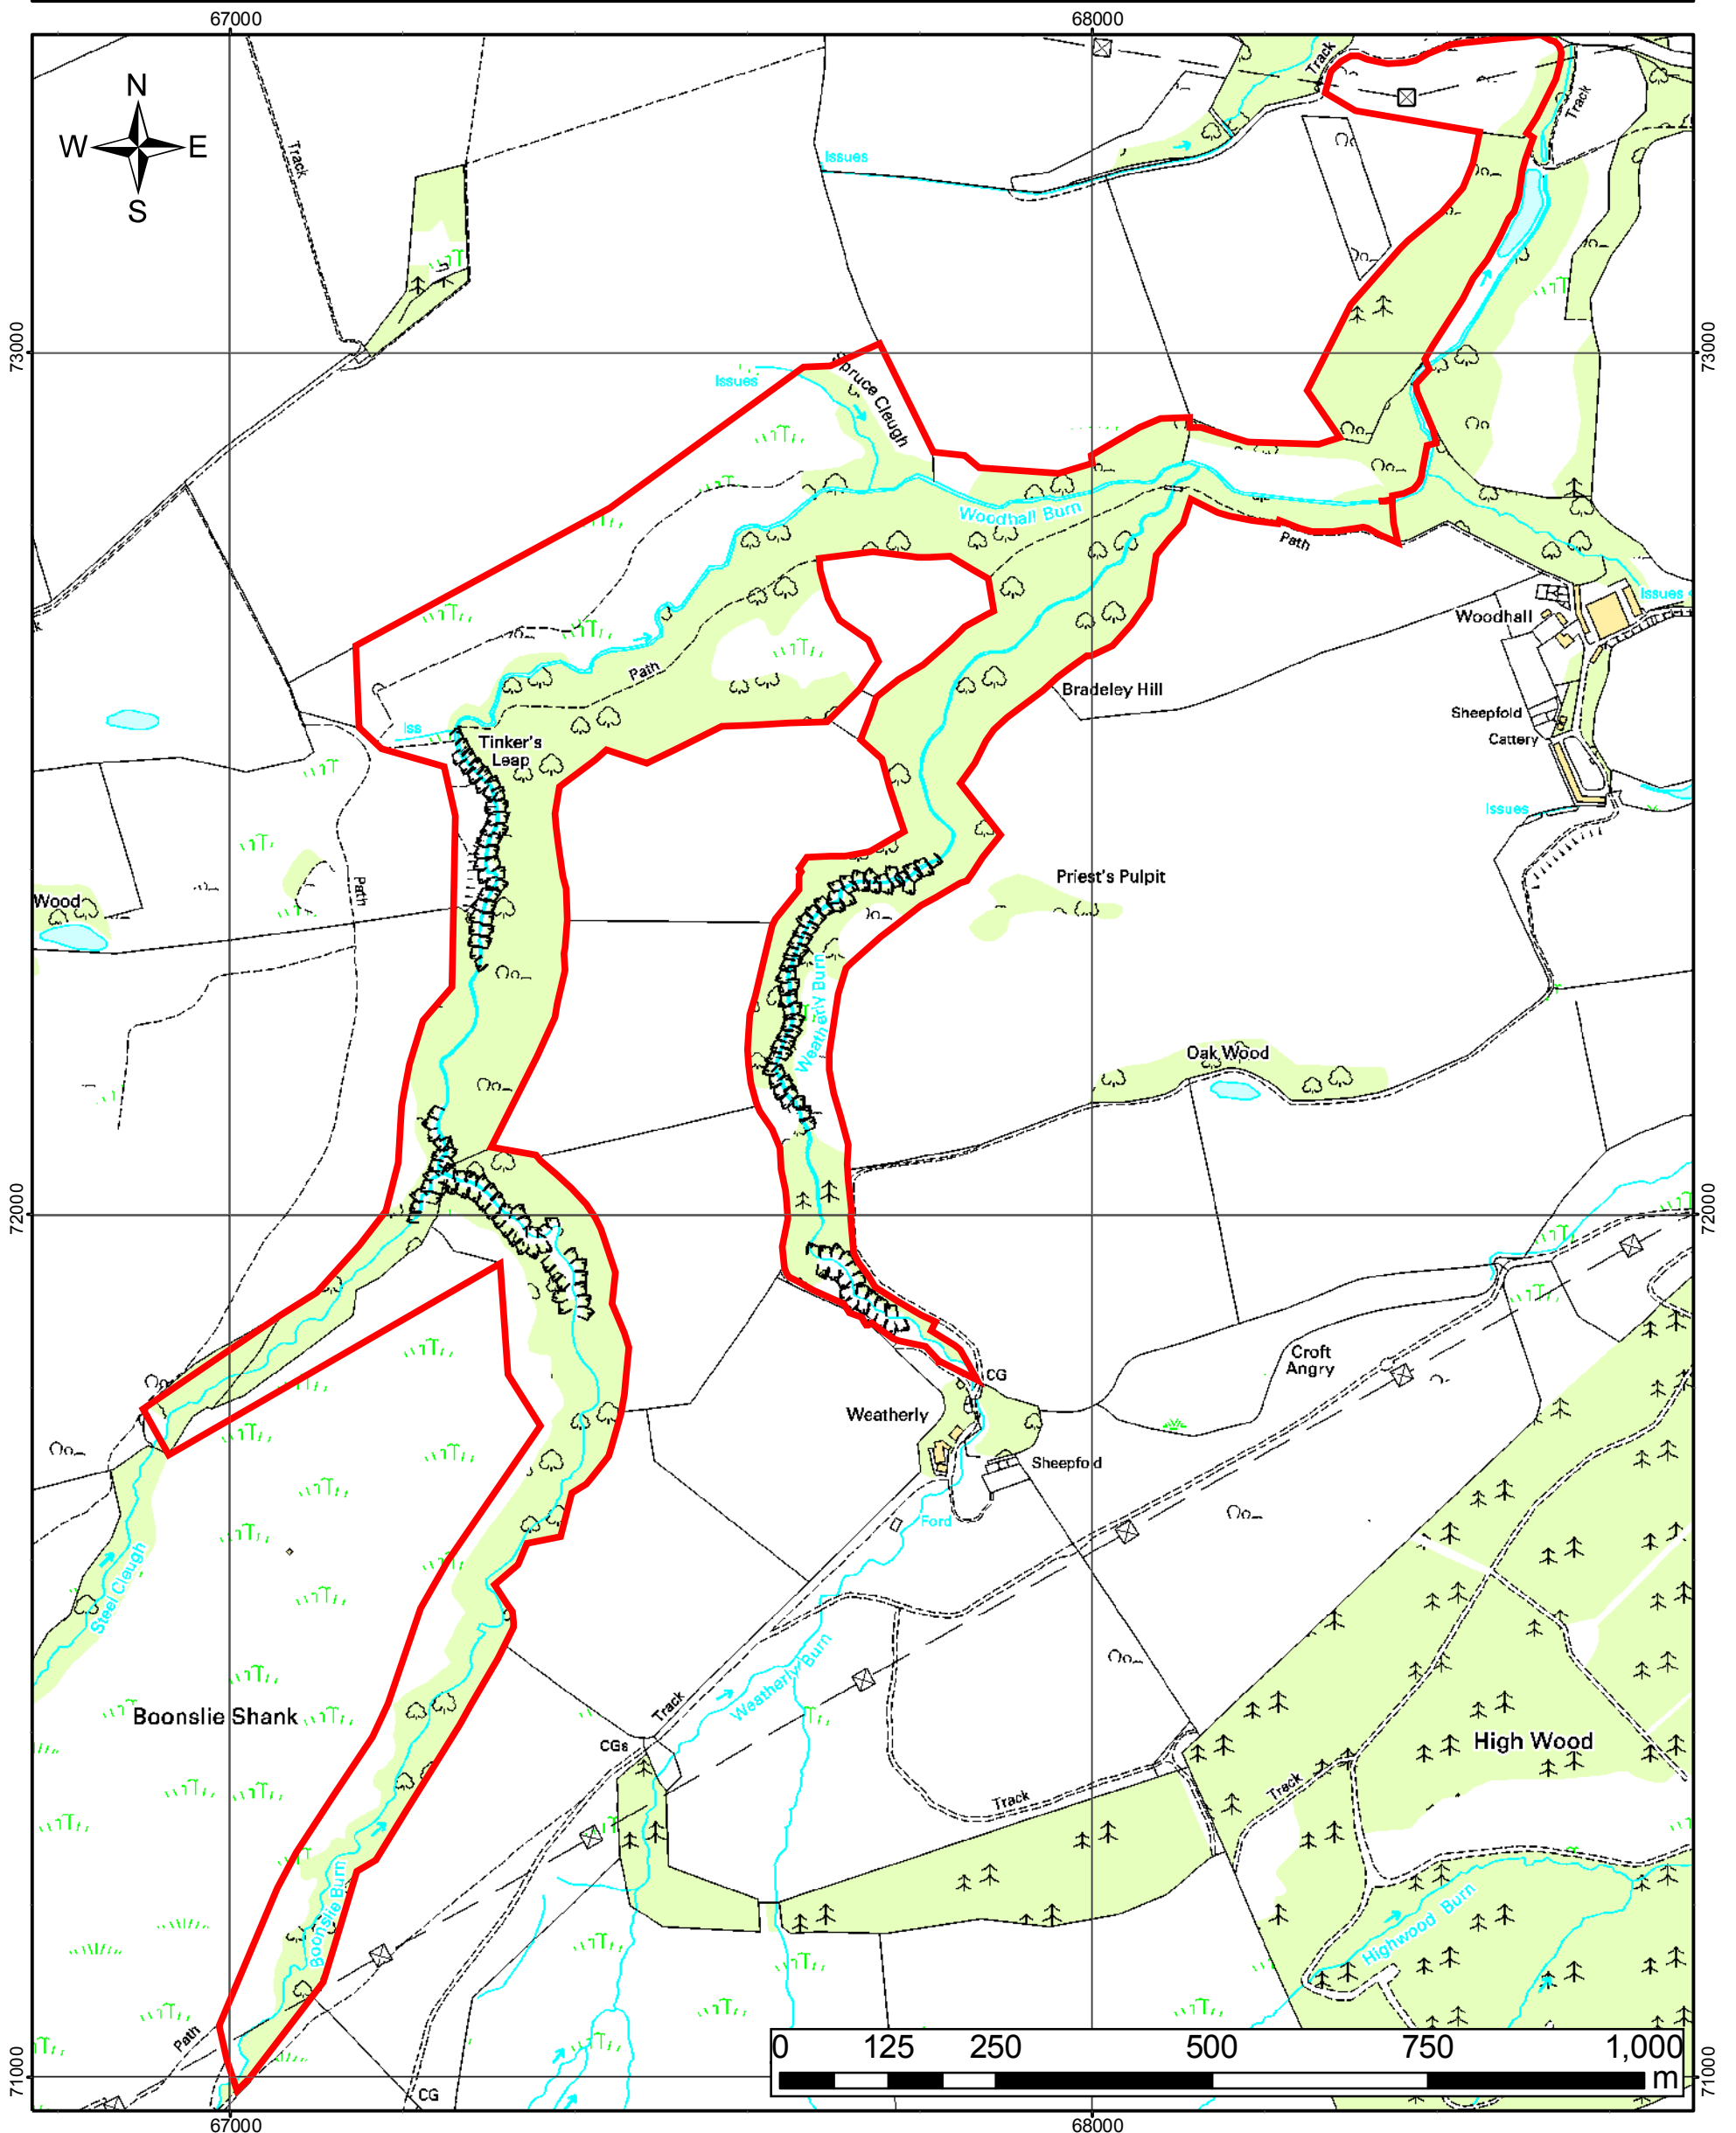 67000
68000
N
W E
S
Track
Track
Track
Issues
73000
73000
Issues
Spruce Cleugh
Woodhall Burn
Path
Woodhall
Issues
Path
Bradeley Hill
Sheepfold
Cattery
Iss
Tinker's
Leap
Issues
Path
Priest's Pulpit
Wood
Weatherly Burn
Oak Wood
72000
72000
Croft
Angry
CG
Weatherly
Sheepfold
Ford
Steel Cleugh
Weatherly Burn
Track
Boonslie Shank
CGs
High Wood
Track
Track
Boonslie Burn
Highwood Burn
Path
0 125 250 500 750 1,000
m
71000
71000
CG
67000
68000